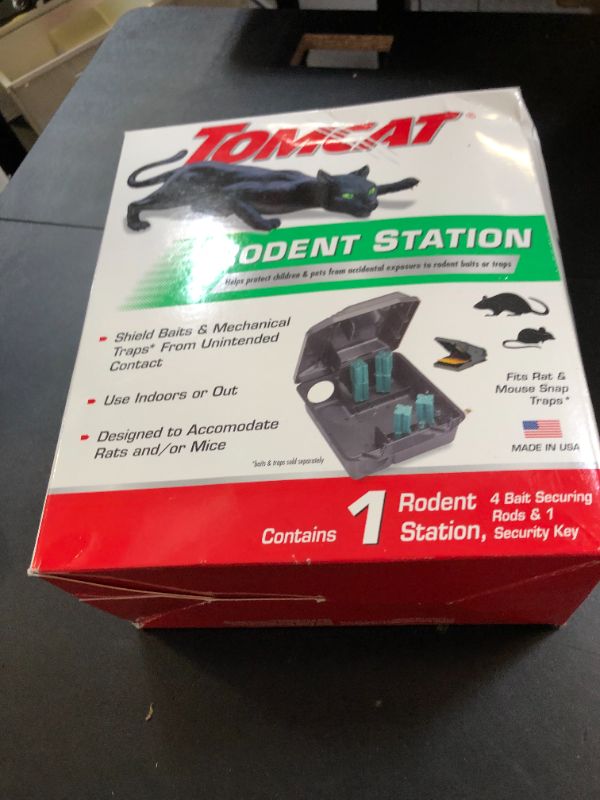 TOMCAT®
RODENT STATION
Helps protect children & pets from accidental exposure to rodent baits or traps
Shield Baits & Mechanical
Traps* From Unintended
Contact
Use Indoors or Out
Designed to Accomodate
Rats and/or Mice
*baits & traps sold separately
Fits Rat &
Mouse Snap
Traps*
MADE IN USA
Contains 1 Rodent Station,
4 Bait Securing
Rods & 1
Security Key